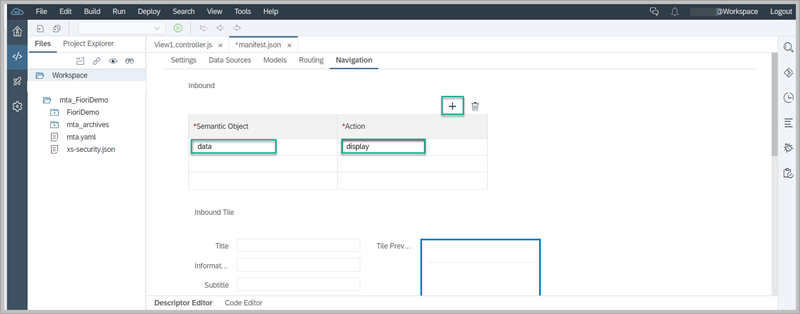 File Edit Build Run Deploy Search View Tools Help @Workspace Logout
Files Project Explorer View1.controller.js × *manifest.json ×
Settings Data Sources Models Routing Navigation
Workspace
Inbound
mta_FioriDemo
FioriDemo
mta_archives
mta.yaml
xs-security.json
*Semantic Object *Action
data display
Inbound Tile
Title Tile Prev...
Informat...
Subtitle
Descriptor Editor Code Editor